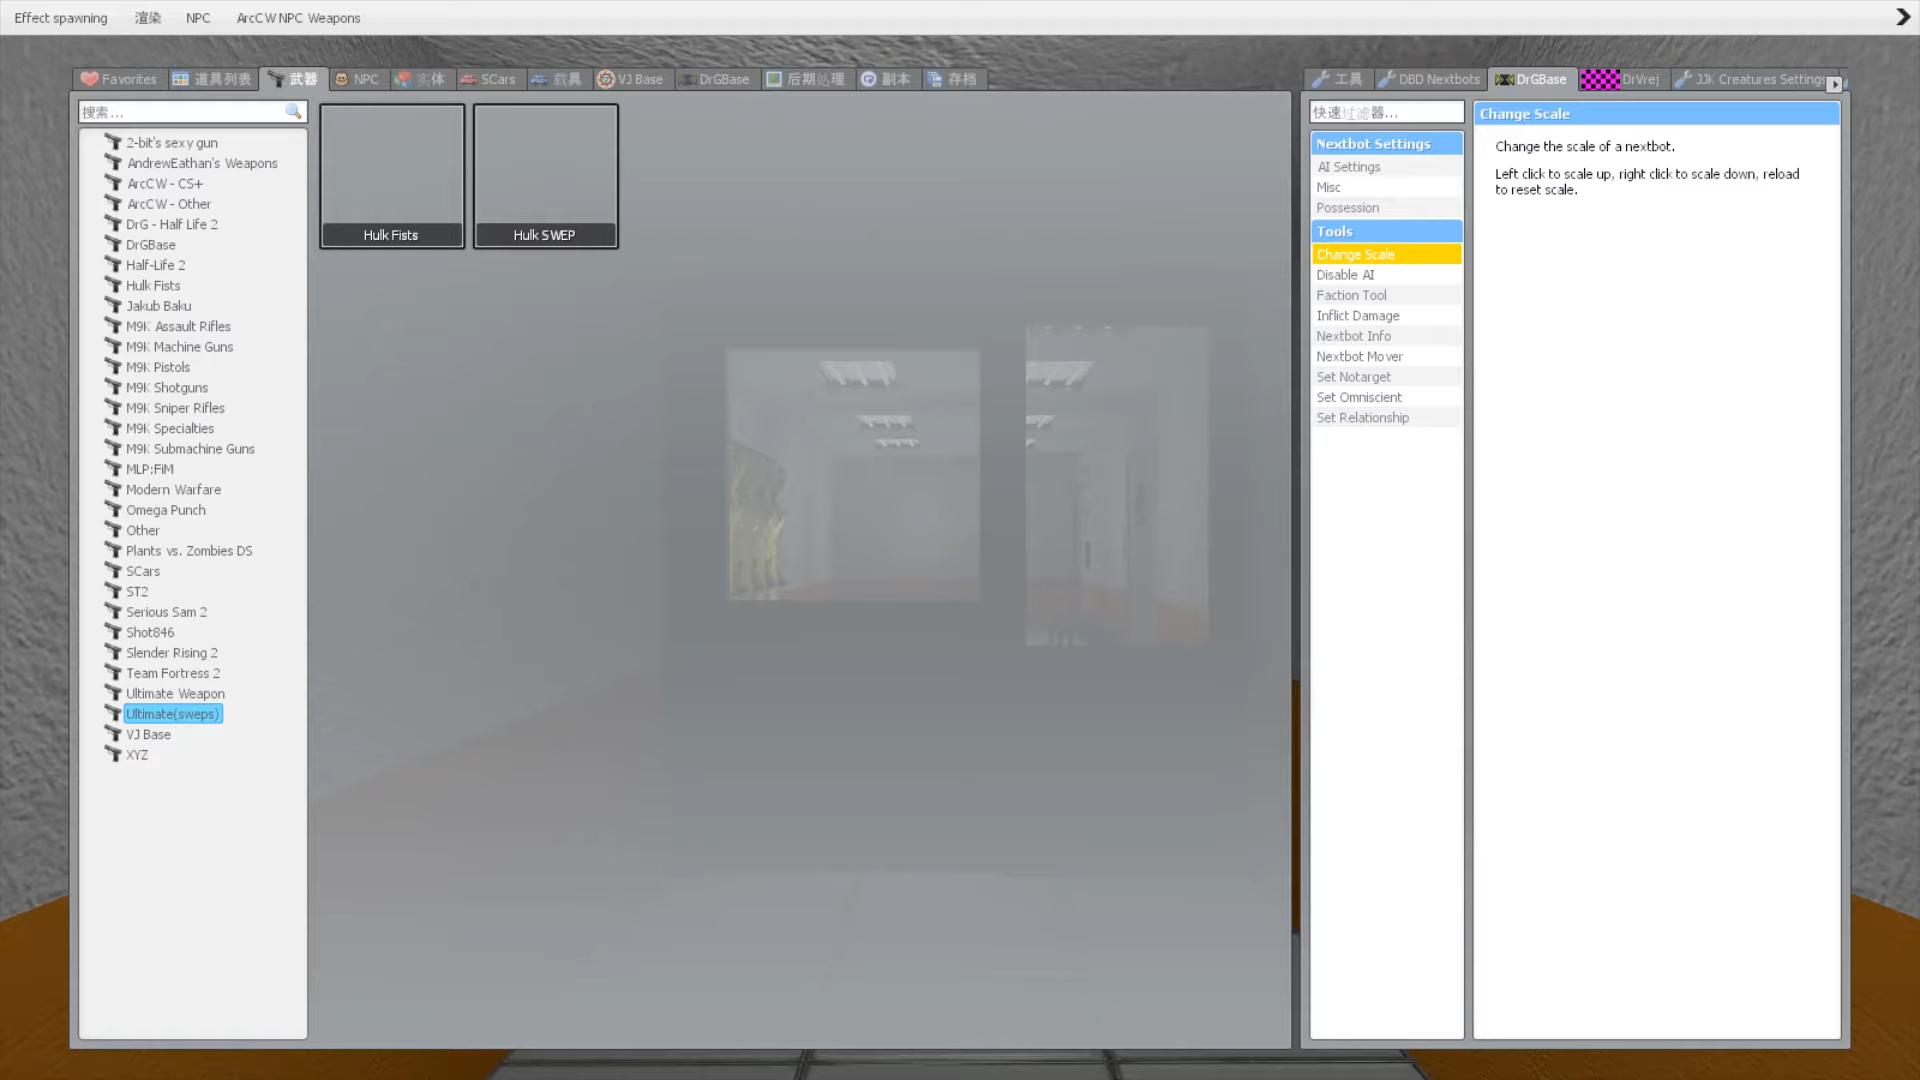 Effect spawning 渲染 NPC ArcCW NPC Weapons
Favorites 道具列表 武器 NPC 实体 SCars 载具 VJ Base DrGBase 后期处理 副本 存档
搜索...
2-bit's sexy gun
AndrewEathan's Weapons
ArcCW - CS+
ArcCW - Other
DrG - Half Life 2
DrGBase
Half-Life 2
Hulk Fists
Jakub Baku
M9K Assault Rifles
M9K Machine Guns
M9K Pistols
M9K Shotguns
M9K Sniper Rifles
M9K Specialties
M9K Submachine Guns
MLP:FiM
Modern Warfare
Omega Punch
Other
Plants vs. Zombies DS
SCars
ST2
Serious Sam 2
Shot846
Slender Rising 2
Team Fortress 2
Ultimate Weapon
Ultimate(sweps)
VJ Base
XYZ
Hulk Fists
Hulk SWEP
工具 DBD Nextbots DrGBase DrVrej JJK Creatures Settings
快速过滤器...
Nextbot Settings
AI Settings
Misc
Possession
Tools
Change Scale
Disable AI
Faction Tool
Inflict Damage
Nextbot Info
Nextbot Mover
Set Notarget
Set Omniscient
Set Relationship
Change Scale
Change the scale of a nextbot.
Left click to scale up, right click to scale down, reload
to reset scale.